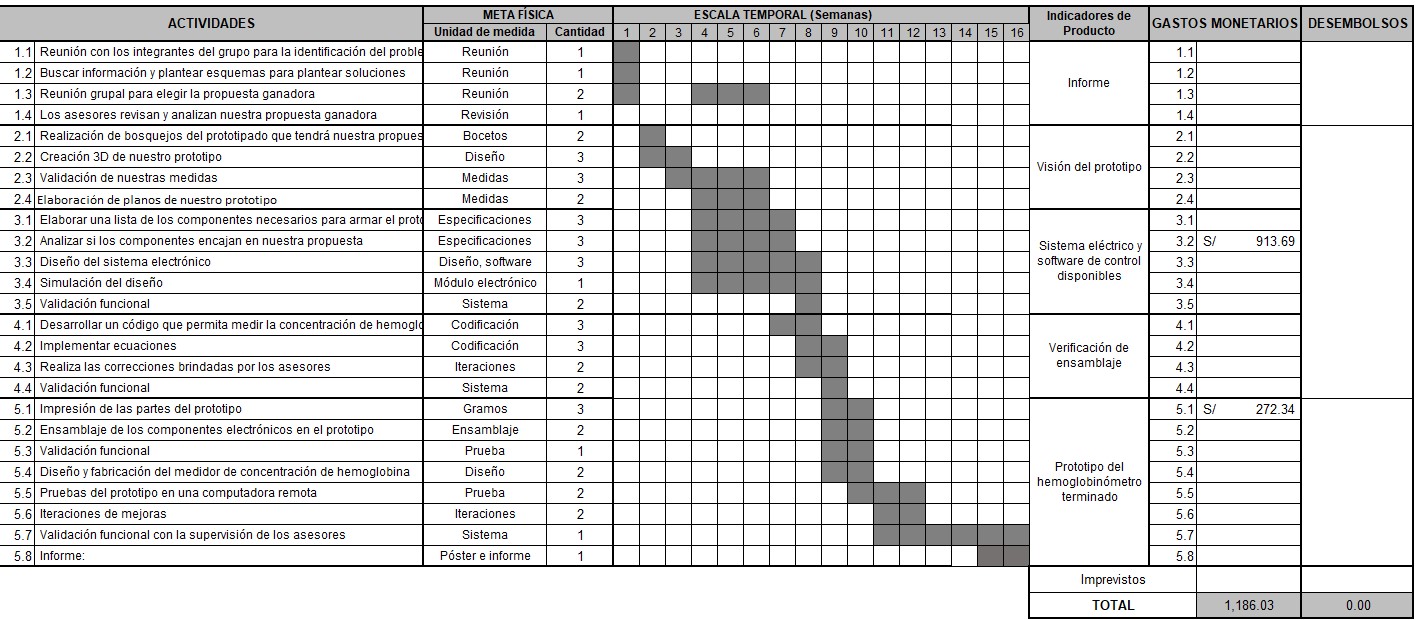 ACTIVIDADES META FÍSICA ESCALA TEMPORAL (Semanas) Indicadores de Producto GASTOS MONETARIOS DESEMBOLSOS
Unidad de medida Cantidad 1 2 3 4 5 6 7 8 9 10 11 12 13 14 15 16
1.1 Reunión con los integrantes del grupo para la identificación del proble Reunión 1 1.1
1.2 Buscar información y plantear esquemas para plantear soluciones Reunión 1 Informe 1.2
1.3 Reunión grupal para elegir la propuesta ganadora Reunión 2 1.3
1.4 Los asesores revisan y analizan nuestra propuesta ganadora Revisión 1 1.4
2.1 Realización de bosquejos del prototipado que tendrá nuestra propues Bocetos 2 2.1
2.2 Creación 3D de nuestro prototipo Diseño 3 Visión del prototipo 2.2
2.3 Validación de nuestras medidas Medidas 3 2.3
2.4 Elaboración de planos de nuestro prototipo Medidas 2 2.4
3.1 Elaborar una lista de los componentes necesarios para armar el proto Especificaciones 3 3.1
3.2 Analizar si los componentes encajan en nuestra propuesta Especificaciones 3 Sistema eléctrico y 3.2 S/ 913.69
3.3 Diseño del sistema electrónico Diseño, software 3 software de control 3.3
3.4 Simulación del diseño Módulo electrónico 1 disponibles 3.4
3.5 Validación funcional Sistema 2 3.5
4.1 Desarrollar un código que permita medir la concentración de hemoglo Codificación 3 4.1
4.2 Implementar ecuaciones Codificación 3 Verificación de 4.2
4.3 Realiza las correcciones brindadas por los asesores Iteraciones 2 ensamblaje 4.3
4.4 Validación funcional Sistema 2 4.4
5.1 Impresión de las partes del prototipo Gramos 3 5.1 S/ 272.34
5.2 Ensamblaje de los componentes electrónicos en el prototipo Ensamblaje 2 5.2
5.3 Validación funcional Prueba 1 5.3
5.4 Diseño y fabricación del medidor de concentración de hemoglobina Diseño 2 Prototipo del hemoglobinómetro 5.4
5.5 Pruebas del prototipo en una computadora remota Prueba 2 terminado 5.5
5.6 Iteraciones de mejoras Iteraciones 2 5.6
5.7 Validación funcional con la supervisión de los asesores Sistema 1 5.7
5.8 Informe: Póster e informe 1 5.8
Imprevistos
TOTAL 1,186.03 0.00